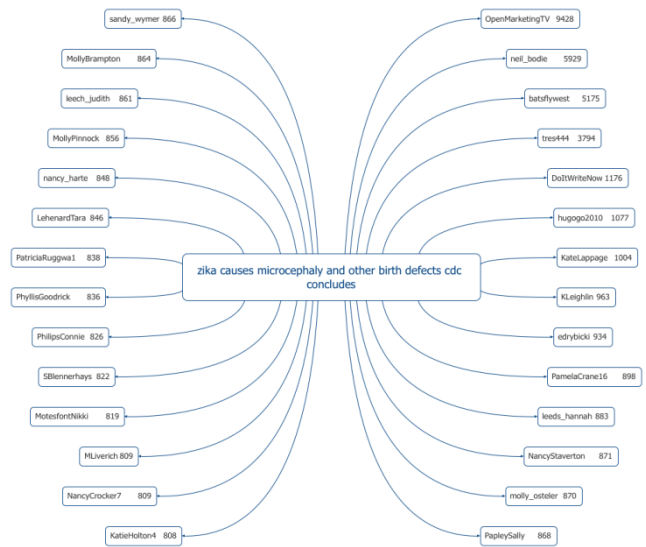 sandy_wymer 866
MollyBrampton 864
leech_judith 861
MollyPinnock 856
nancy_harte 848
LehenardTara 846
PatriciaRuggwa1 838
PhyllisGoodrick 836
PhilipsConnie 826
SBlennerhays 822
MotesfontNikki 819
MLiverich 809
NancyCrocker7 809
KatieHolton4 808
zika causes microcephaly and other birth defects cdc
concludes
OpenMarketingTV 9428
neil_bodie 5929
batsflywest 5175
tres444 3794
DoItWriteNow 1176
hugogo2010 1077
KateLappage 1004
KLeighlin 963
edrybicki 934
PamelaCrane16 898
leeds_hannah 883
NancyStaverton 871
molly_osteler 870
PapleySally 868